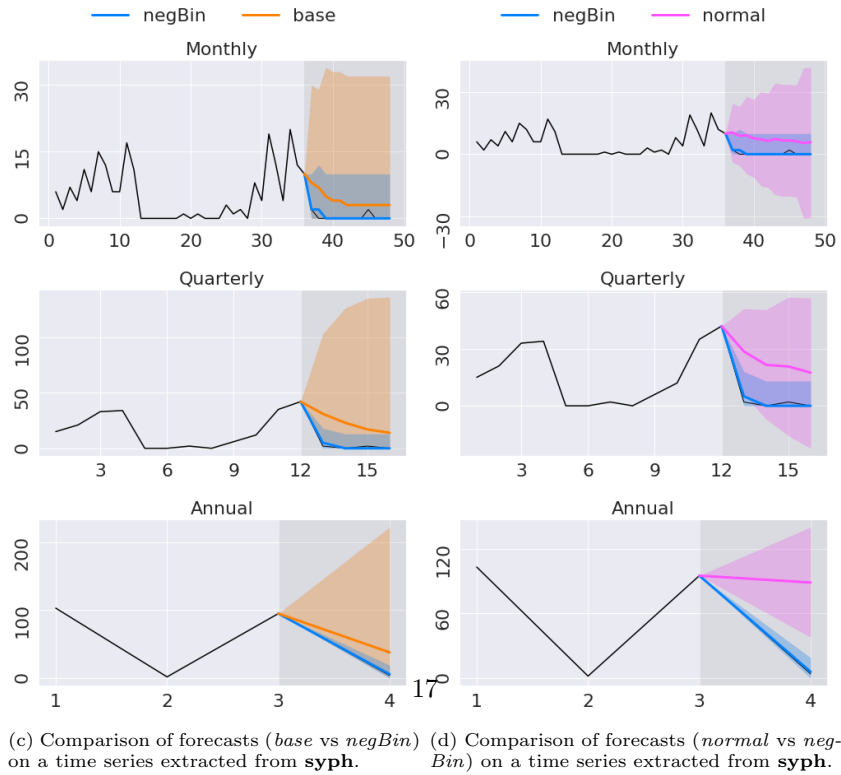 negBin base
Monthly
30
15
0
0 10 20 30 40 50
Quarterly
100
50
0
3 6 9 12 15
Annual
200
100
0
1 2 3 4
(c) Comparison of forecasts (base vs negBin)
on a time series extracted from syph.
negBin normal
Monthly
30
0
−30
0 10 20 30 40 50
Quarterly
60
30
0
3 6 9 12 15
Annual
120
60
0
1 2 3 4
(d) Comparison of forecasts (normal vs neg-
Bin) on a time series extracted from syph.
17